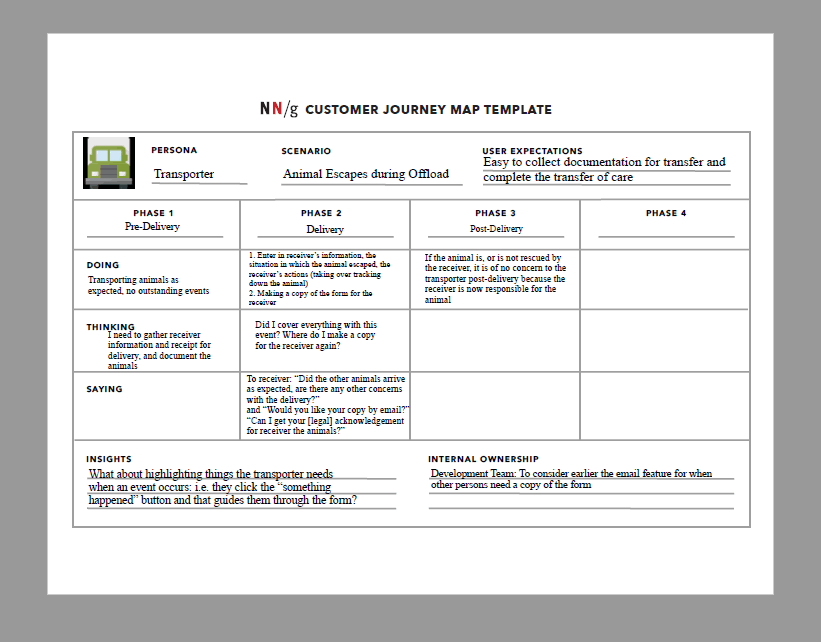 NN/g CUSTOMER JOURNEY MAP TEMPLATE
PERSONA
Transporter
SCENARIO
Animal Escapes during Offload
USER EXPECTATIONS
Easy to collect documentation for transfer and
complete the transfer of care
PHASE 1
Pre-Delivery
PHASE 2
Delivery
PHASE 3
Post-Delivery
PHASE 4
DOING
Transporting animals as
expected, no outstanding events
1. Enter in receiver's information, the
situation in which the animal escaped, the
receiver's actions (taking over tracking
down the animal)
2. Making a copy of the form for the
receiver
If the animal is, or is not rescued by
the receiver, it is of no concern to the
transporter post-delivery because the
receiver is now responsible for the
animal
THINKING
I need to gather receiver
information and receipt for
delivery, and document the
animals
Did I cover everything with this
event? Where do I make a copy
for the receiver again?
SAYING
To receiver: “Did the other animals arrive
as expected, are there any other concerns
with the delivery?”
and “Would you like your copy by email?”
“Can I get your [legal] acknowledgement
for receiver the animals?”
INSIGHTS
What about highlighting things the transporter needs
when an event occurs: i.e. they click the “something
happened” button and that guides them through the form?
INTERNAL OWNERSHIP
Development Team: To consider earlier the email feature for when
other persons need a copy of the form